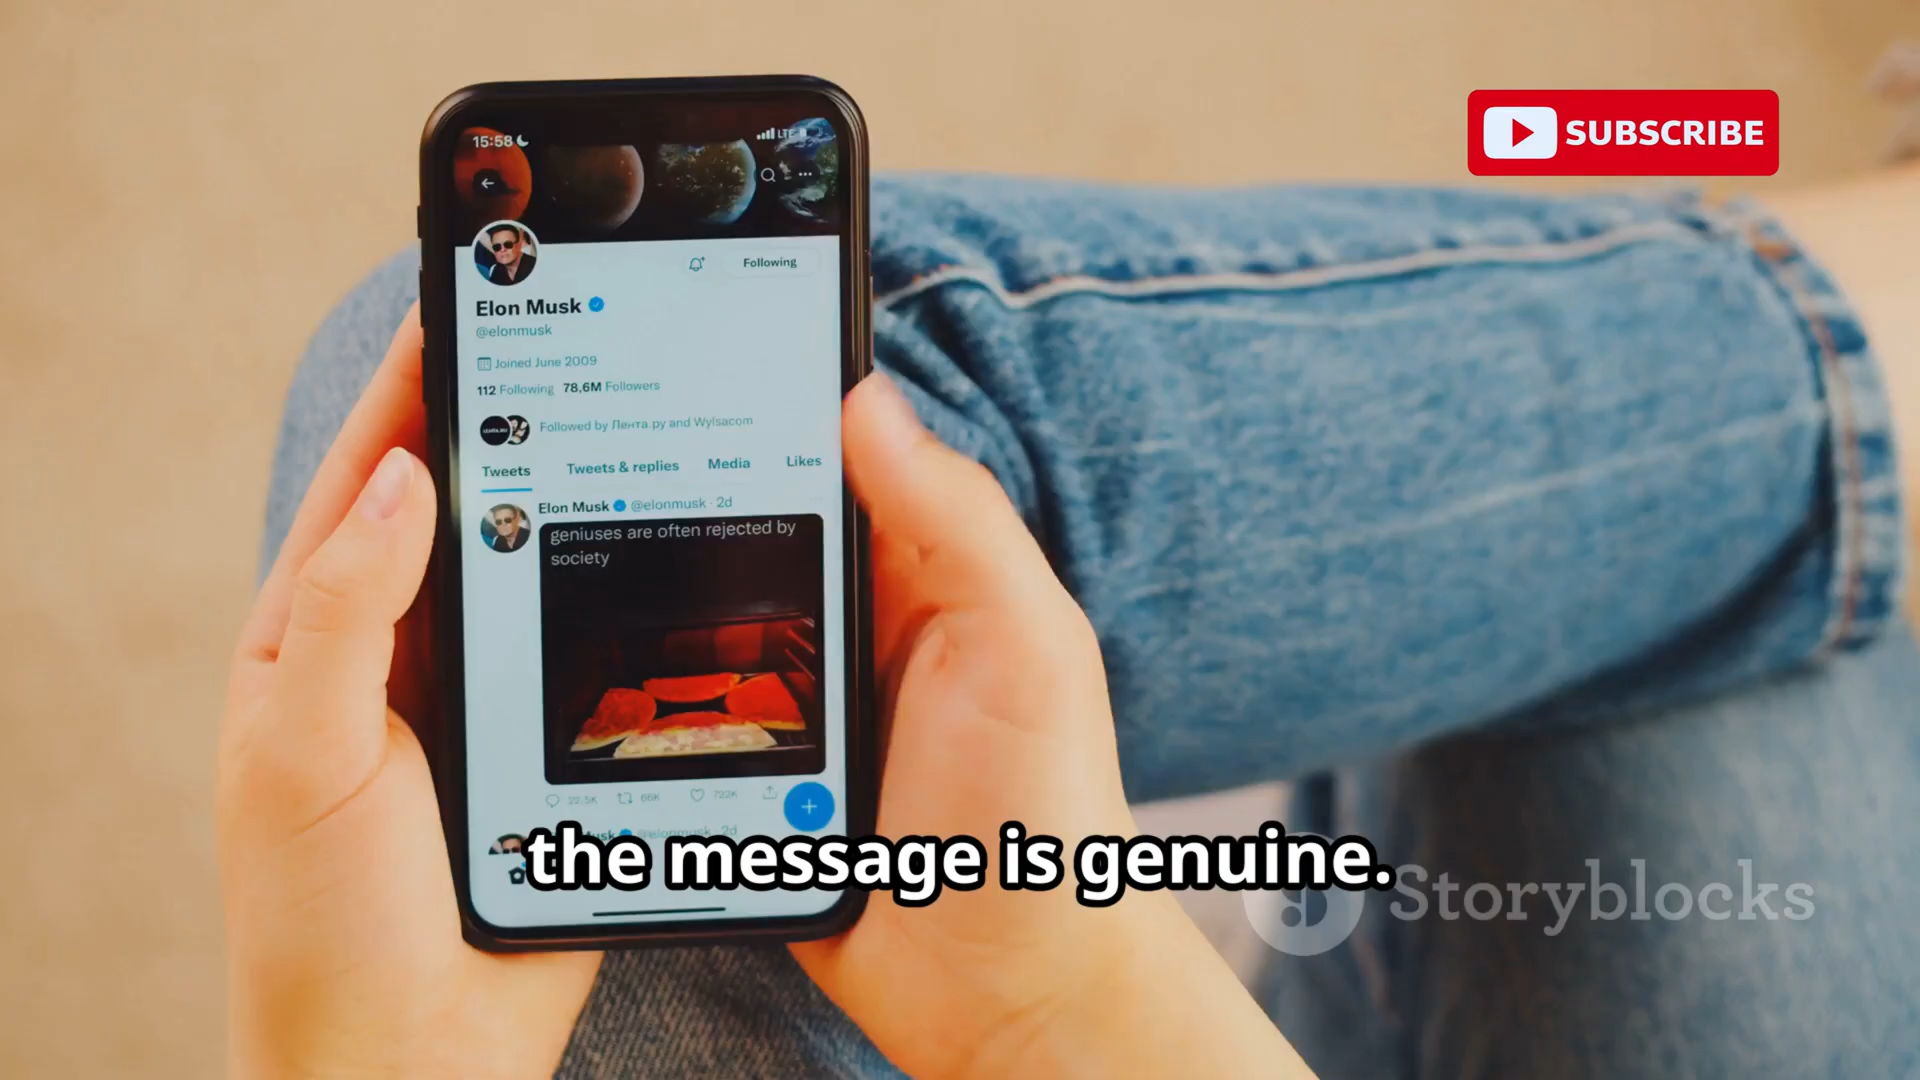 SUBSCRIBE
15:58
LTE
Following
Elon Musk
@elonmusk
Joined June 2009
112 Following 78,6M Followers
Followed by Лента.ру and Wylsacom
Tweets Tweets & replies Media Likes
Elon Musk @elonmusk · 2d
geniuses are often rejected by
society
22.5K 66K 722K
@elonmusk · 2d
the message is genuine.
Storyblocks